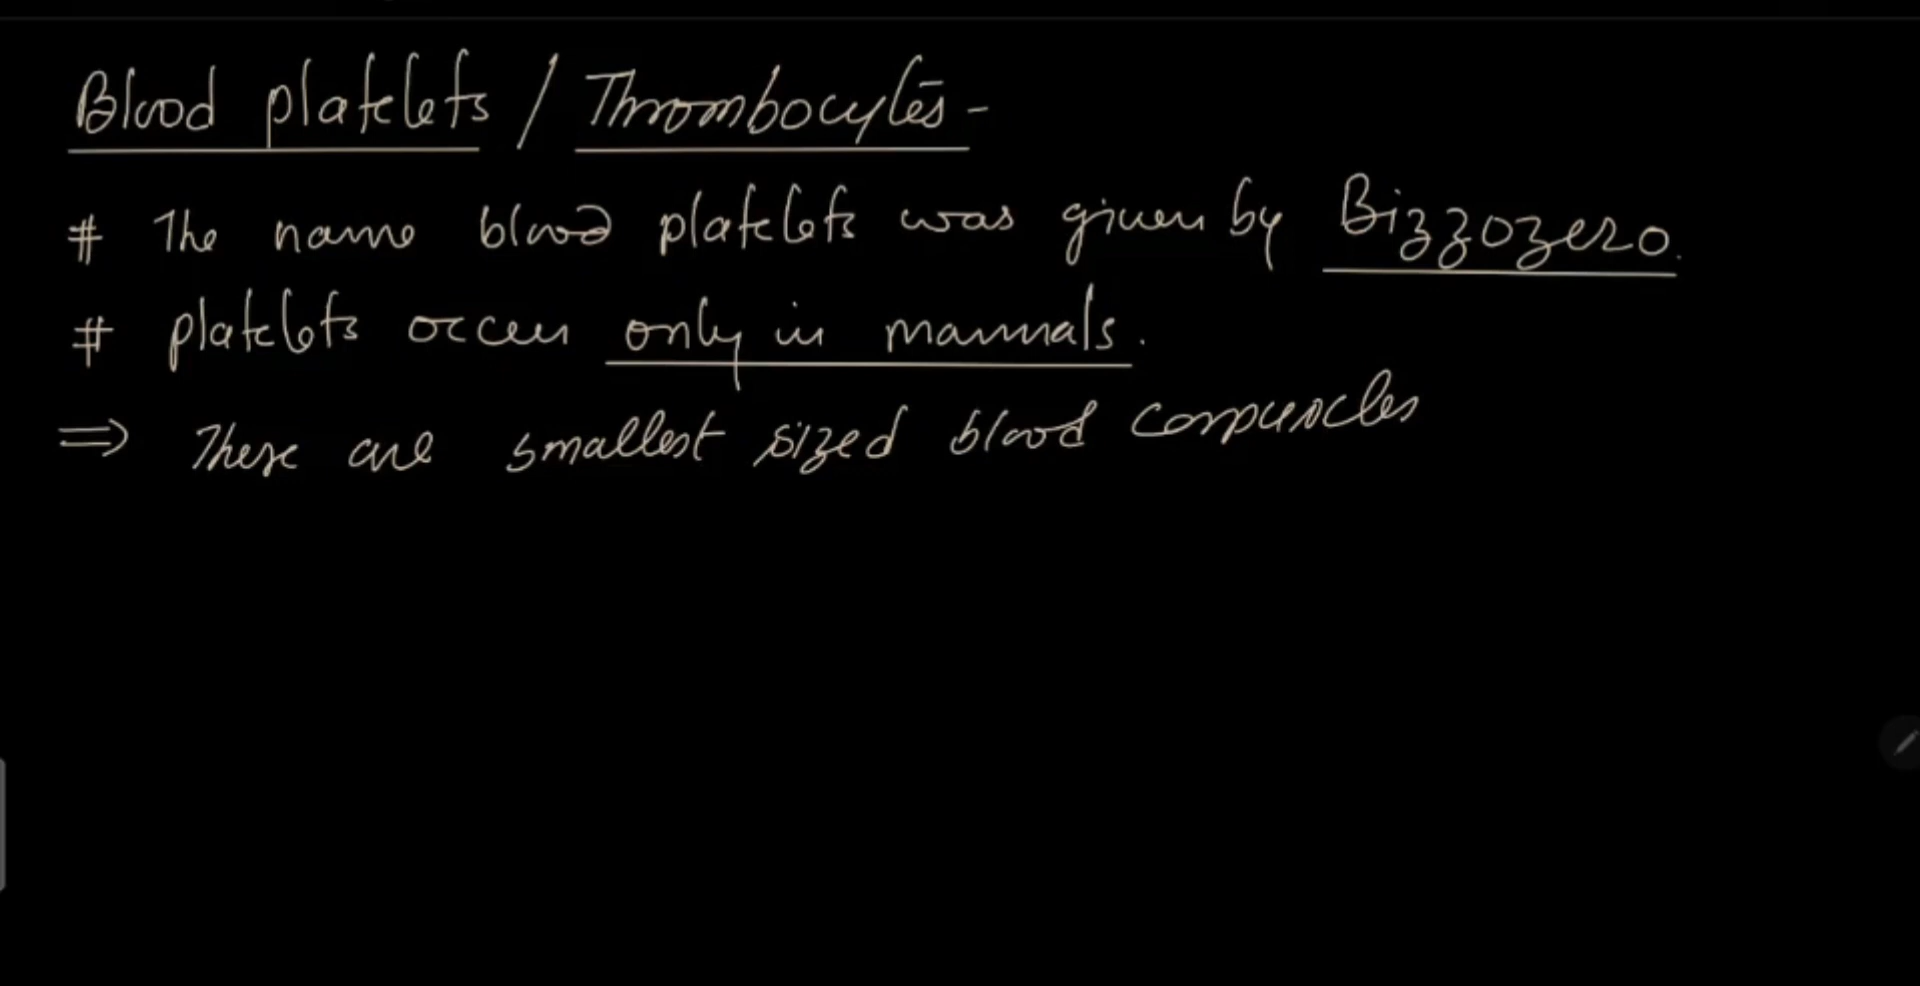 Blood platelets / Thrombocytes -
# The name blood platelets was given by Bizzozero.
# platelets occur only in mammals.
⇒ These are smallest sized blood corpuscles